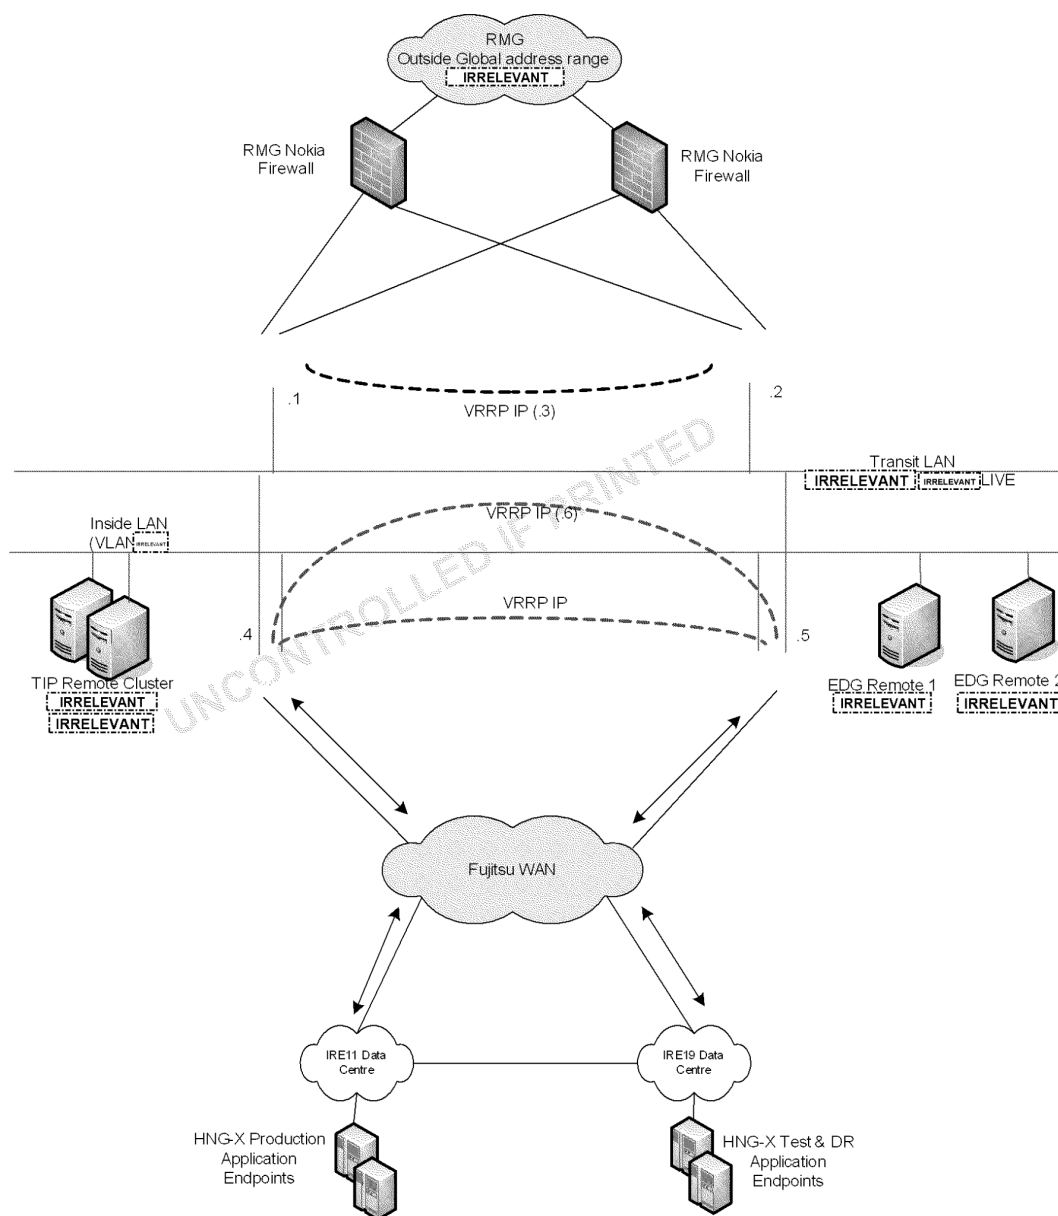 RMG
Outside Global address range
IRRELEVANT
RMG Nokia
Firewall
RMG Nokia
Firewall
.1
.2
VRRP IP (.3)
Transit LAN
IRRELEVANT IRRELEVANT LIVE
VRRP IP (.6)
Inside LAN
(VLAN IRRELEVANT
VRRP IP
.4
.5
TIP Remote Cluster
IRRELEVANT
IRRELEVANT
EDG Remote 1
IRRELEVANT
EDG Remote 2
IRRELEVANT
UNCONTROLLED IF PRINTED
Fujitsu WAN
IRE11 Data
Centre
IRE19 Data
Centre
HNG-X Production
Application
Endpoints
HNG-X Test & DR
Application
Endpoints